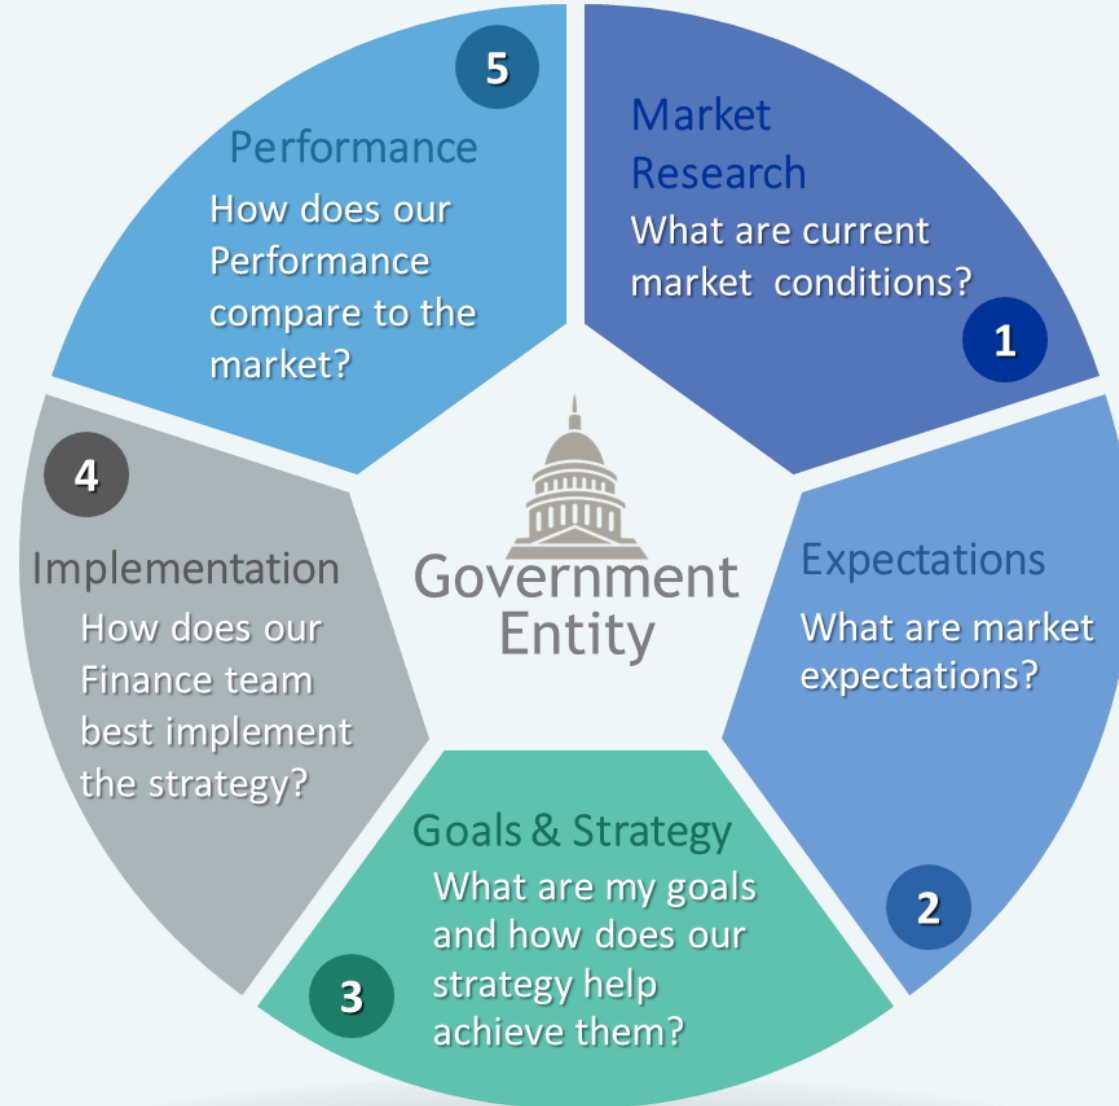 1
Market
Research
What are current
market conditions?
2
Expectations
What are market
expectations?
3
Goals & Strategy
What are my goals
and how does our
strategy help
achieve them?
4
Implementation
How does our
Finance team
best implement
the strategy?
5
Performance
How does our
Performance
compare to the
market?
Government
Entity